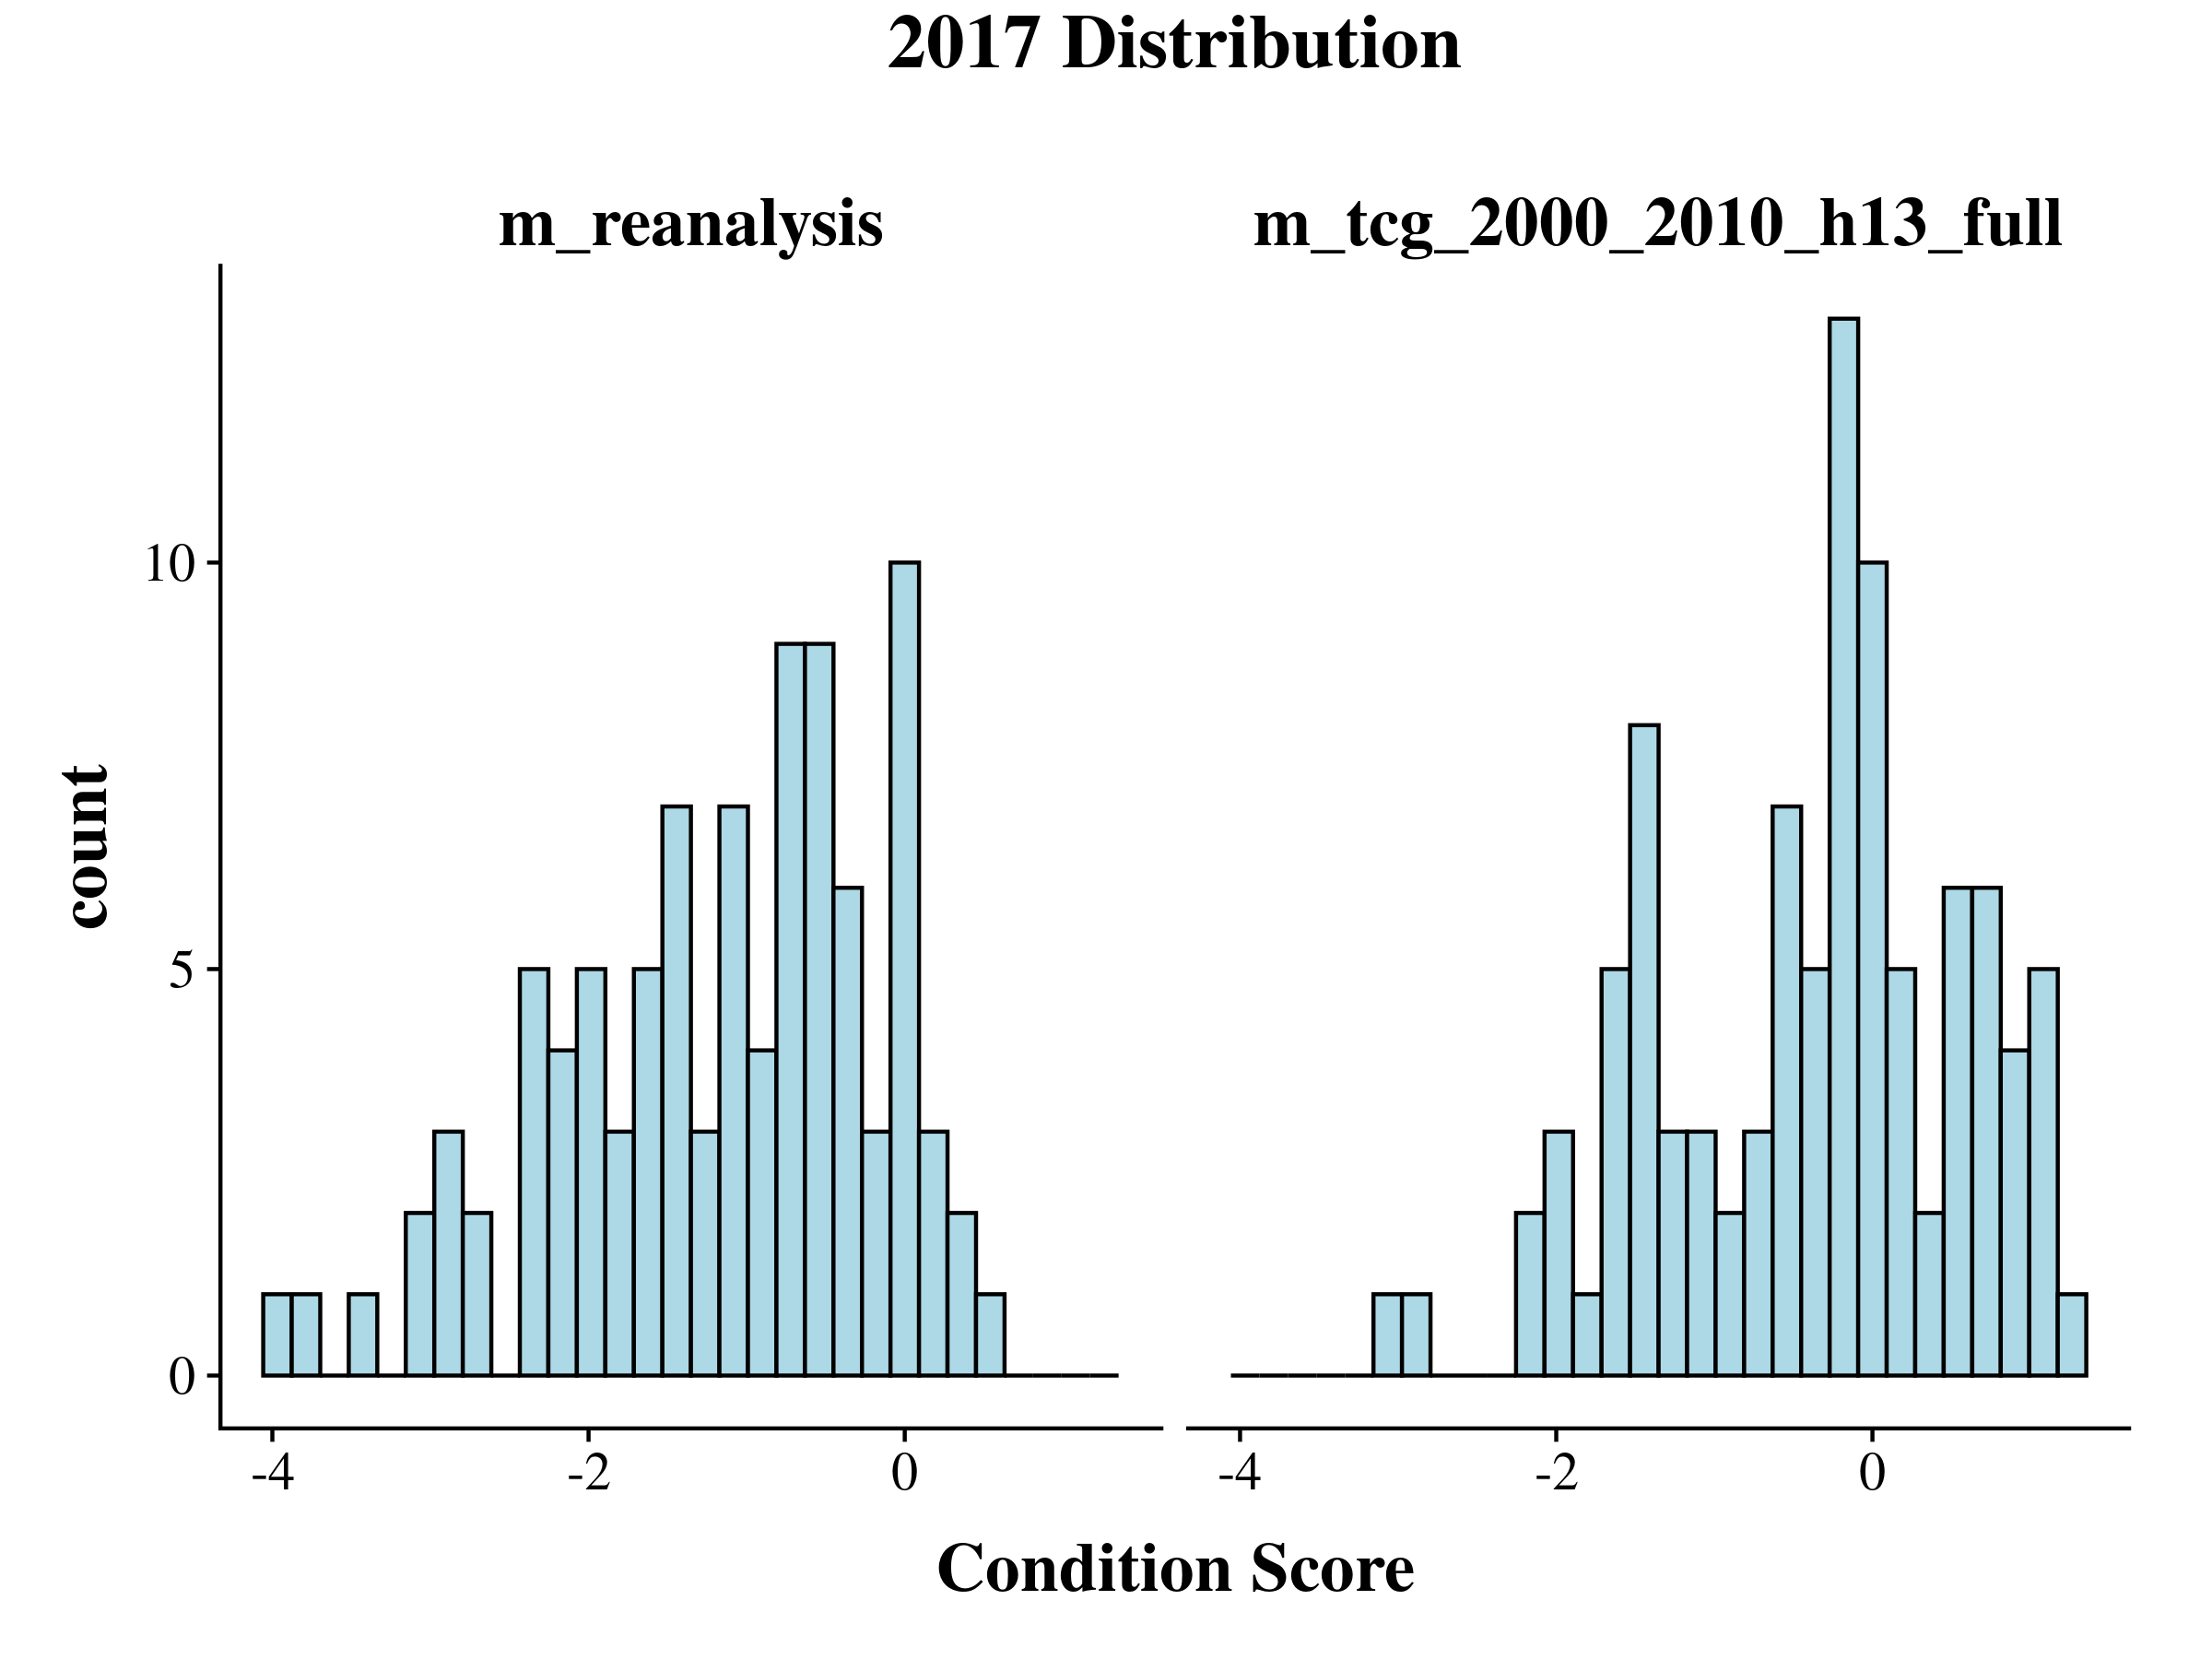 2017 Distribution
m_reanalysis m_tcg_2000_2010_h13_full
10
5
0
count
-4 -2 0 -4 -2 0
Condition Score